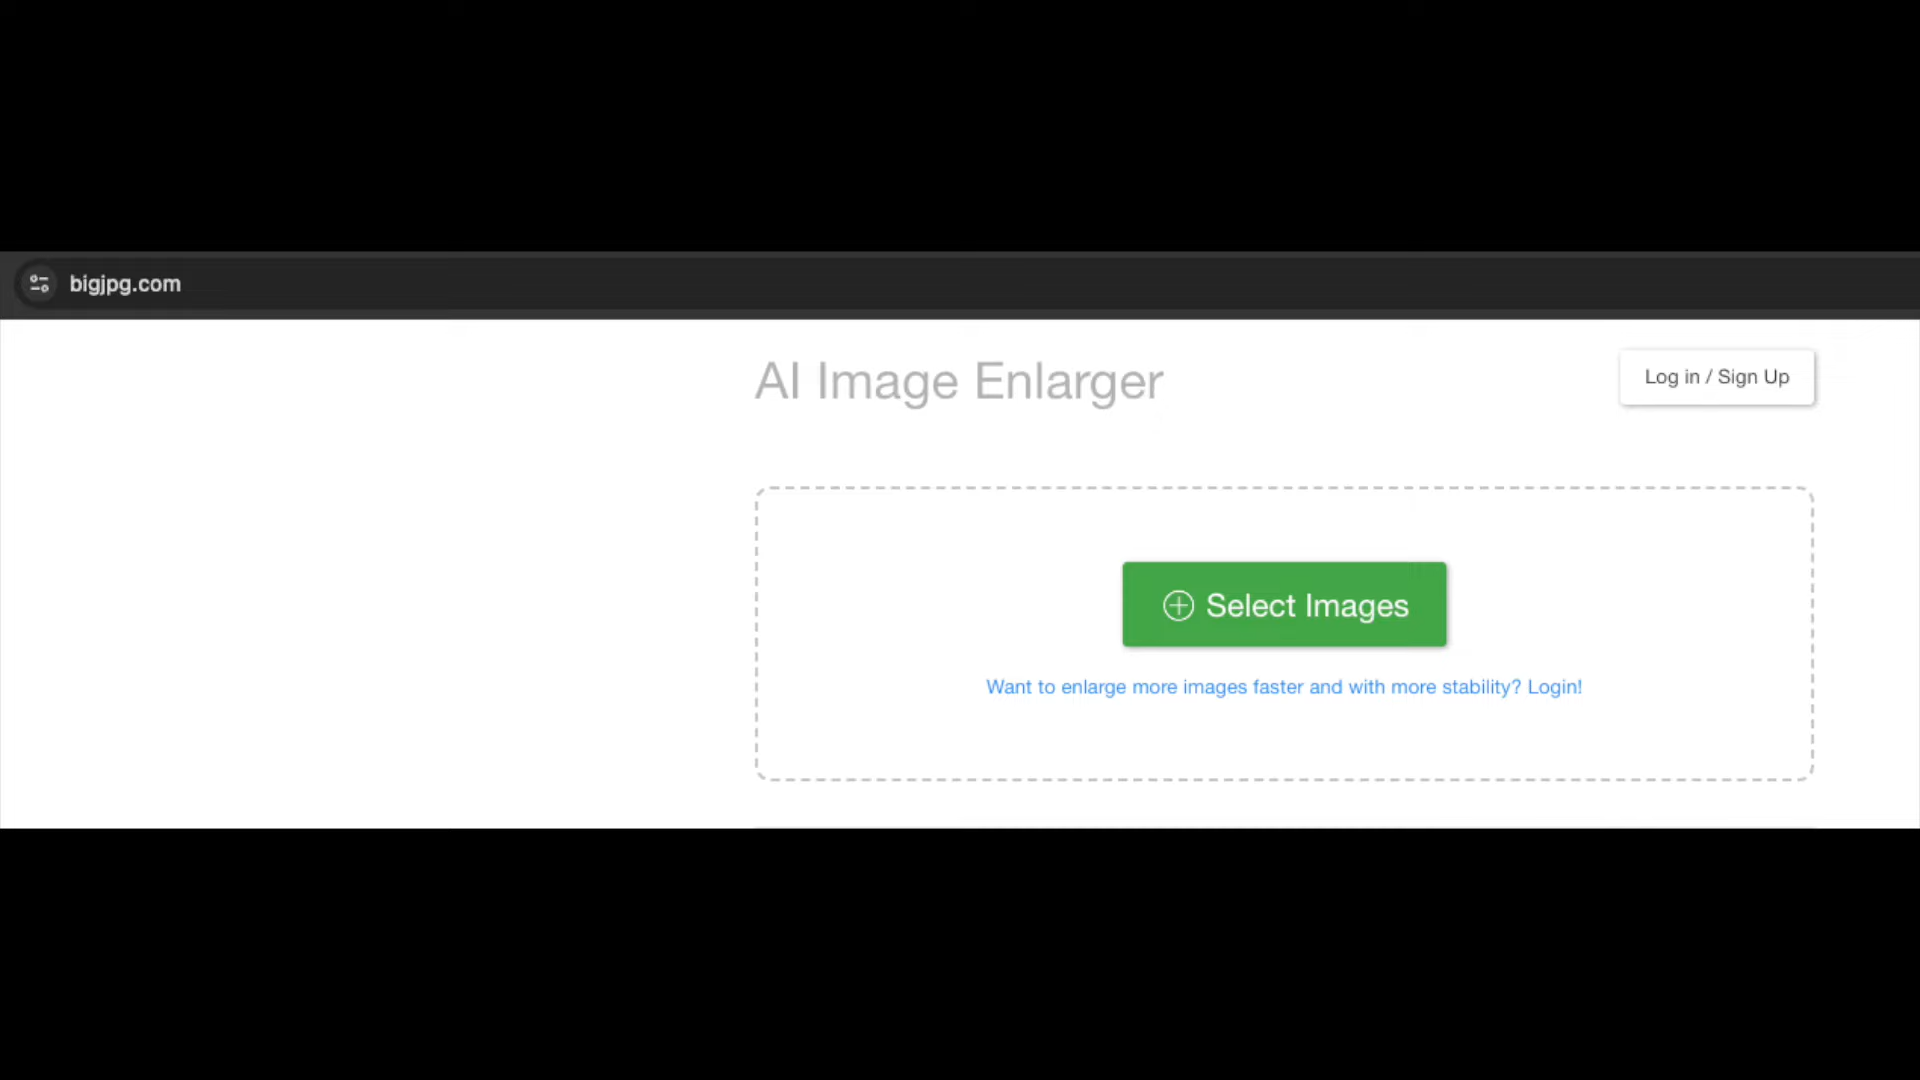 bigjpg.com
AI Image Enlarger
Log in / Sign Up
Select Images
Want to enlarge more images faster and with more stability? Login!